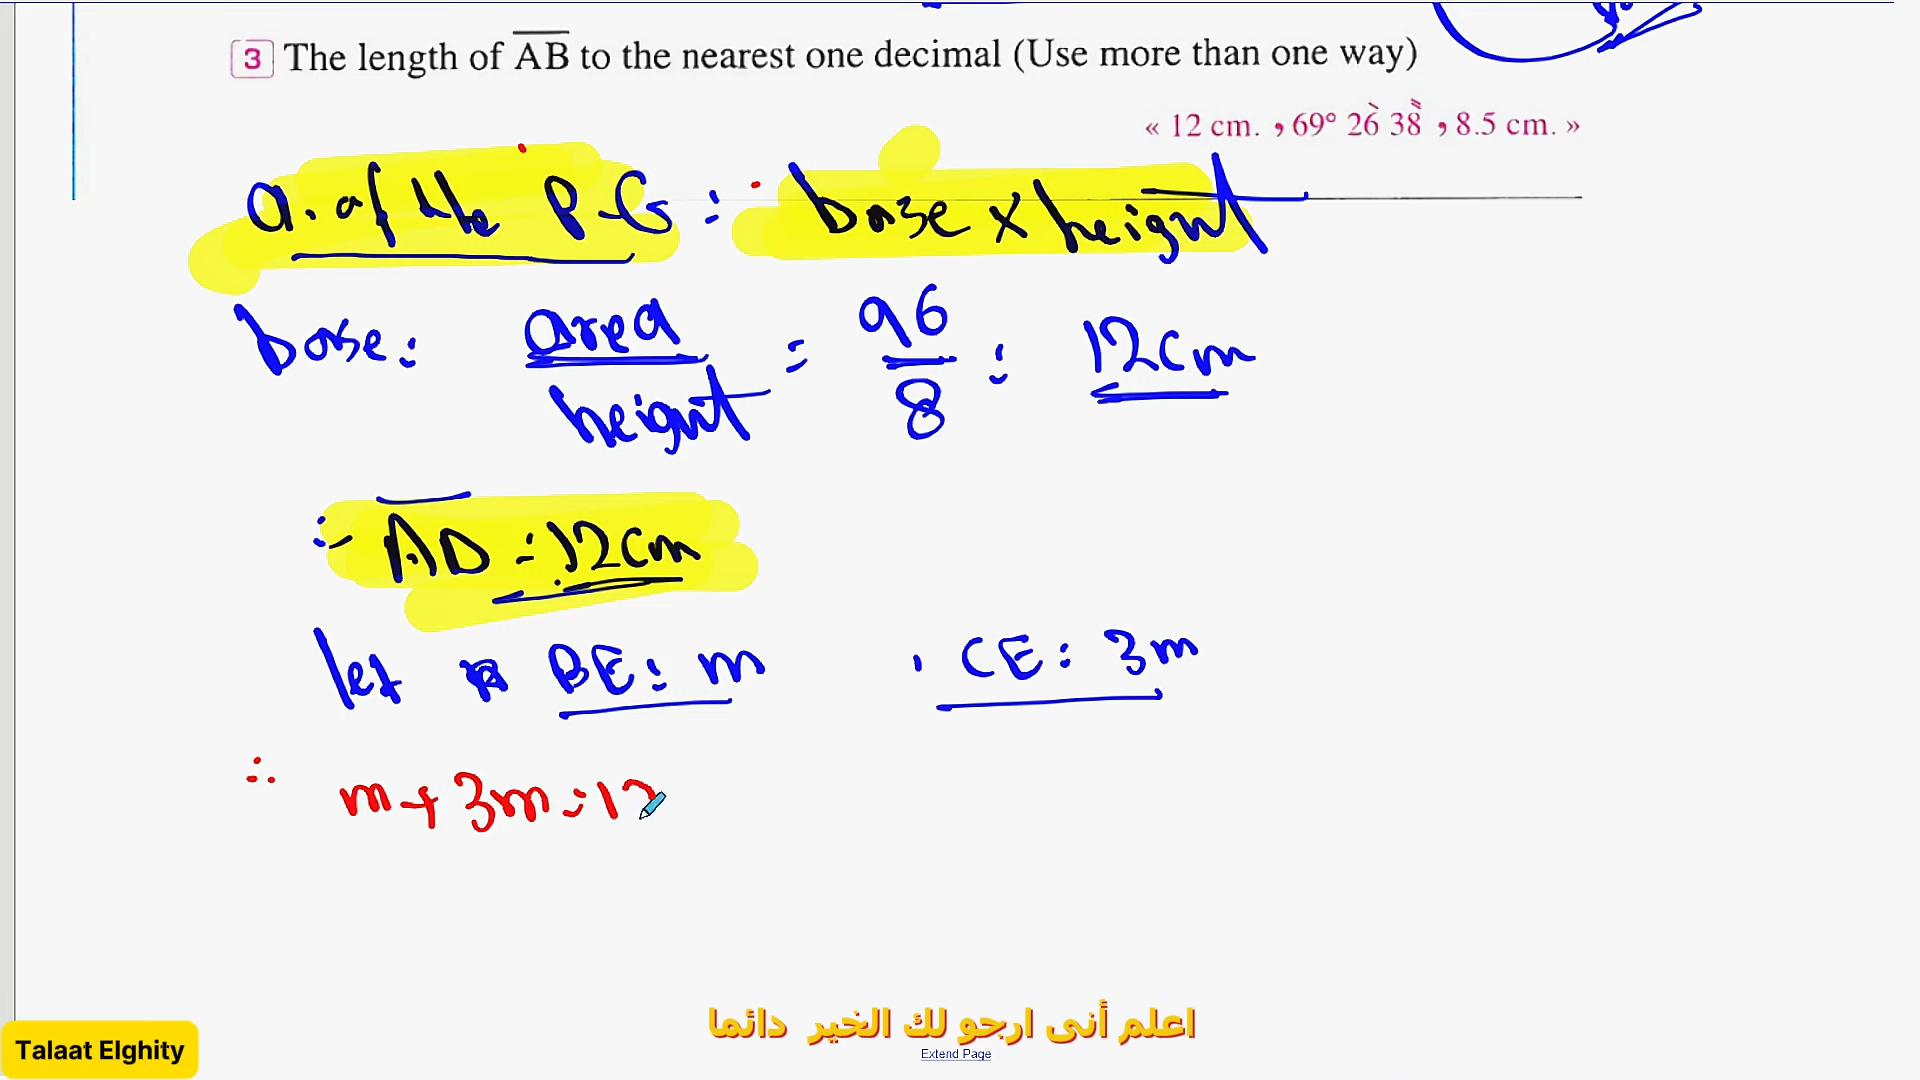 3 The length of AB to the nearest one decimal (Use more than one way)
« 12 cm. , 69° 26̀ 38̏ , 8.5 cm. »
a. of the P-G = base × height
base = area / height = 96 / 8 = 12cm
∴ AD = 12cm
let BE = m , CE = 3m
∴ m + 3m = 12
اعلم أنى ارجو لك الخير دائما
Extend Page
Talaat Elghity